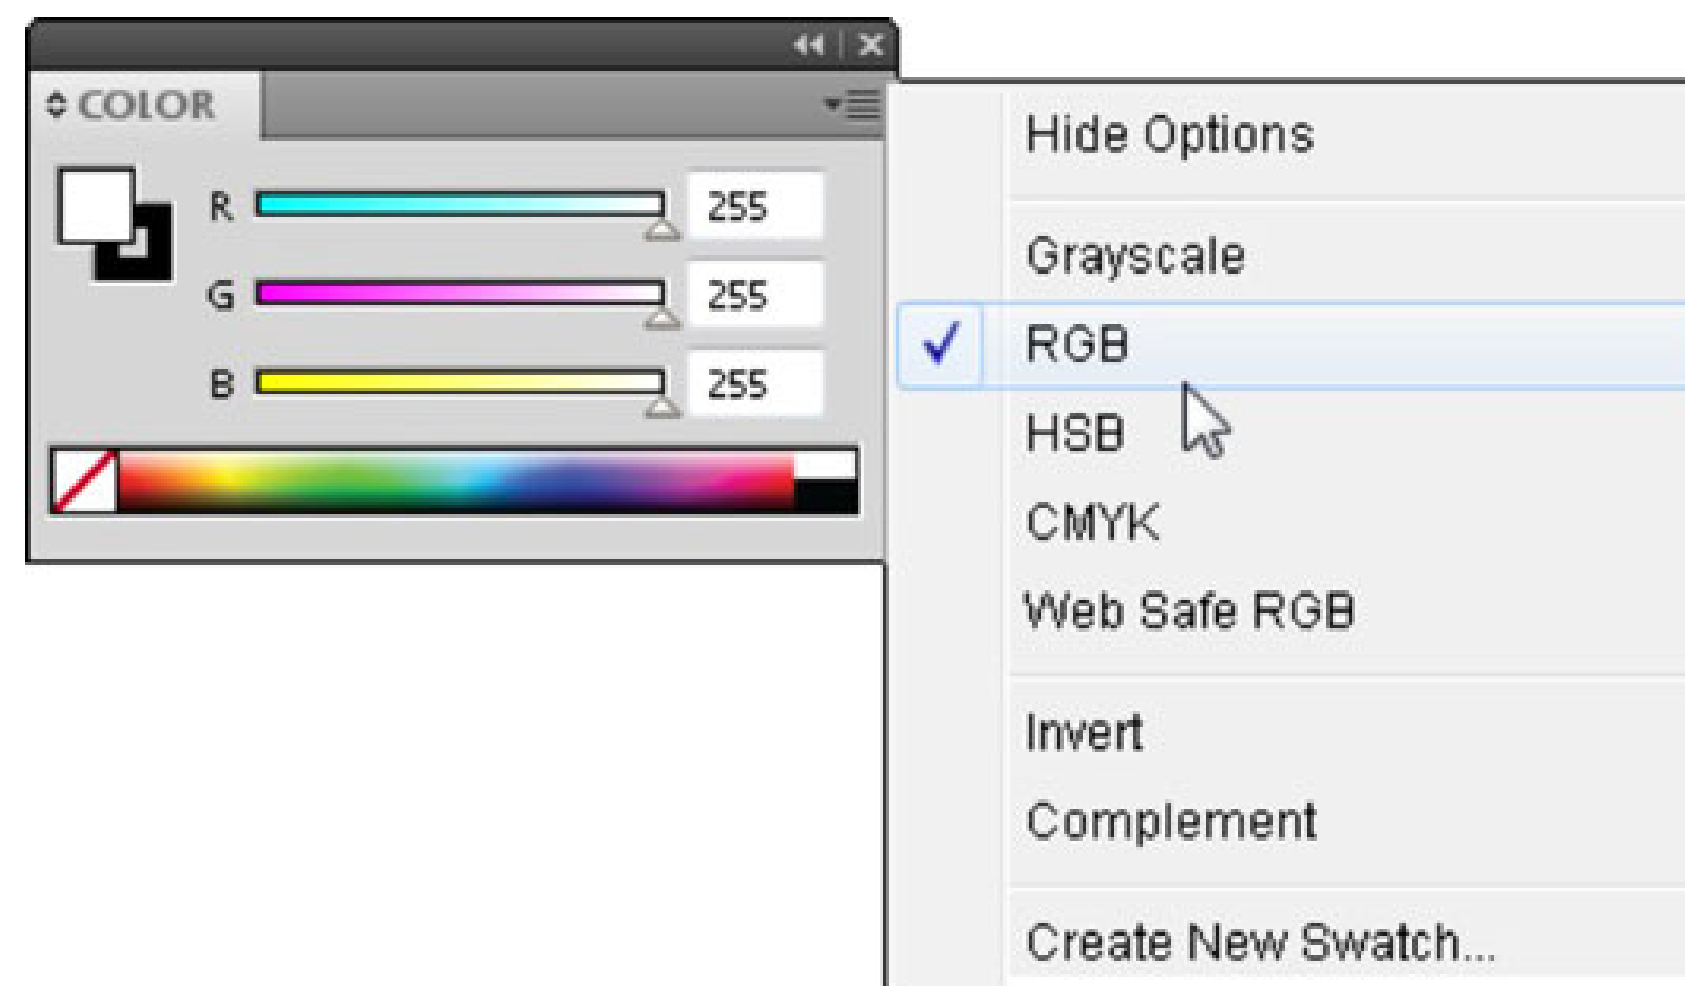 COLOR
R 255
G 255
B 255
Hide Options
Grayscale
RGB
HSB
CMYK
Web Safe RGB
Invert
Complement
Create New Swatch...